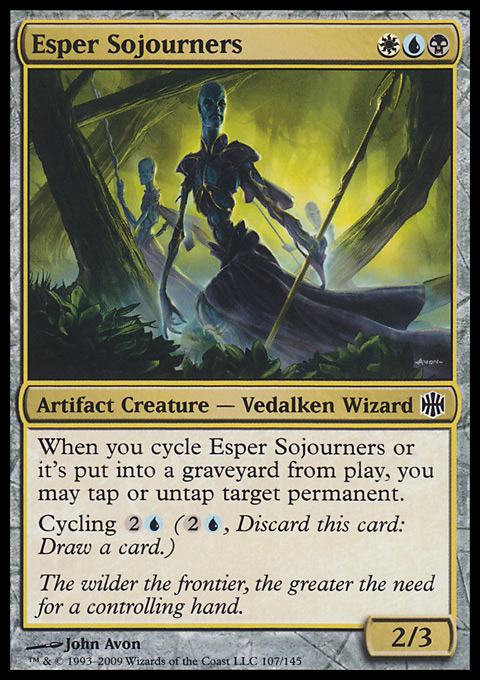 Esper Sojourners
AVON
Artifact Creature — Vedalken Wizard
When you cycle Esper Sojourners or
it's put into a graveyard from play, you
may tap or untap target permanent.
Cycling 2 (2, Discard this card:
Draw a card.)
The wilder the frontier, the greater the need
for a controlling hand.
John Avon
2/3
™ & © 1993–2009 Wizards of the Coast LLC 107/145